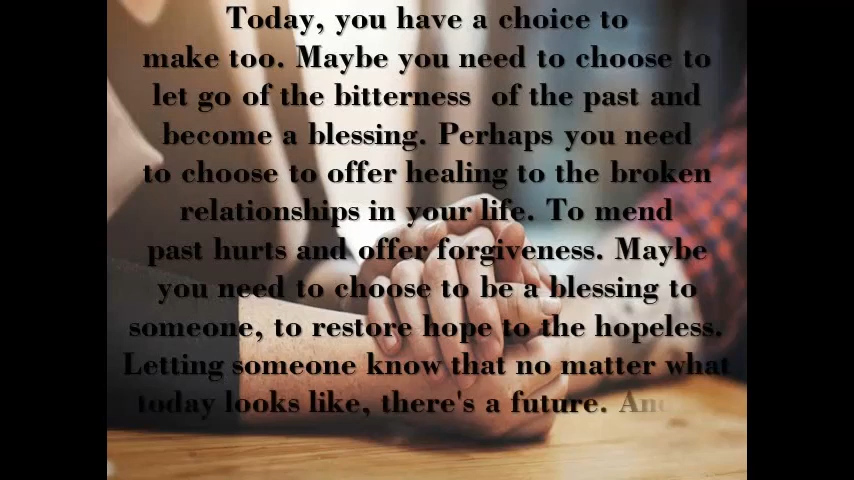 Today, you have a choice to
make too. Maybe you need to choose to
let go of the bitterness of the past and
become a blessing. Perhaps you need
to choose to offer healing to the broken
relationships in your life. To mend
past hurts and offer forgiveness. Maybe
you need to choose to be a blessing to
someone, to restore hope to the hopeless.
Letting someone know that no matter what
today looks like, there's a future. And